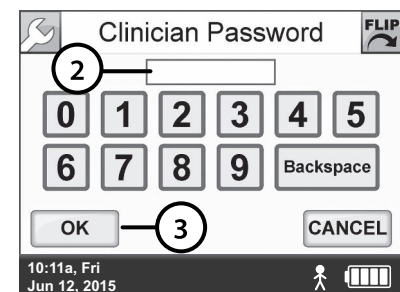 Clinician Password FLIP
2
0 1 2 3 4 5
6 7 8 9 Backspace
OK 3 CANCEL
10:11a, Fri
Jun 12, 2015